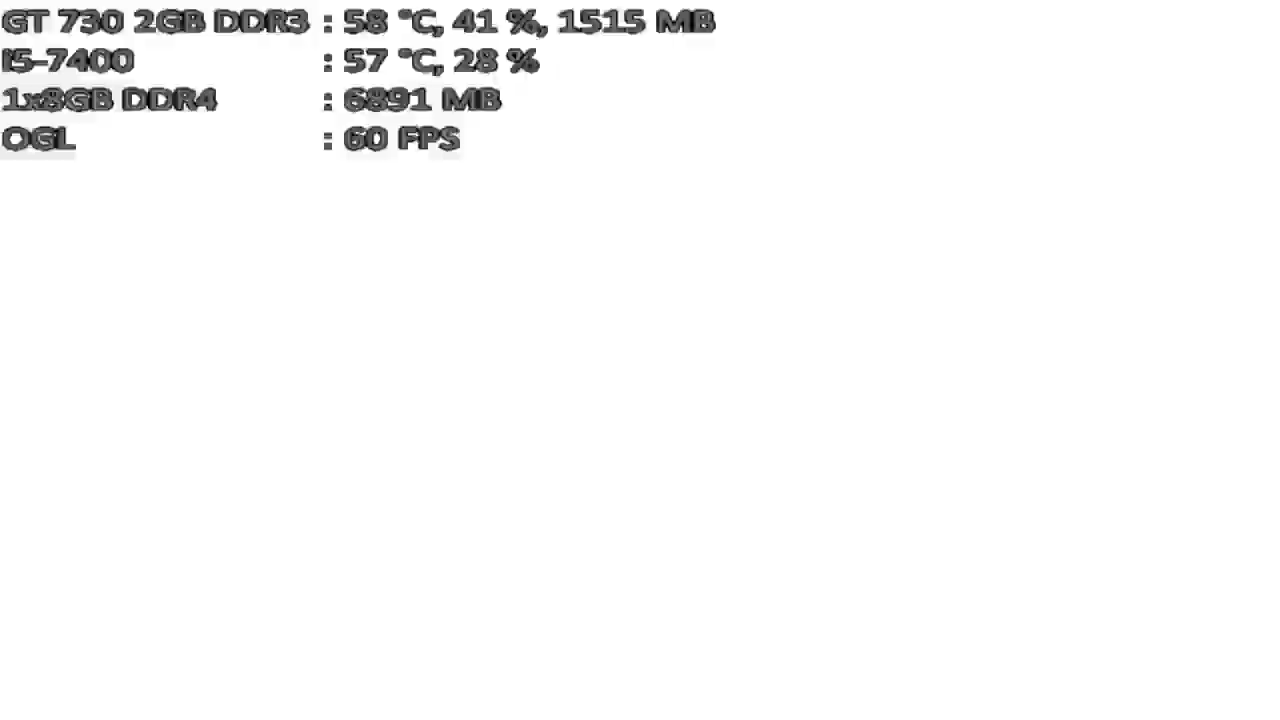 GT 730 2GB DDR3 : 58 °C, 41 %, 1515 MB
I5-7400 : 57 °C, 28 %
1x8GB DDR4 : 6891 MB
OGL : 60 FPS